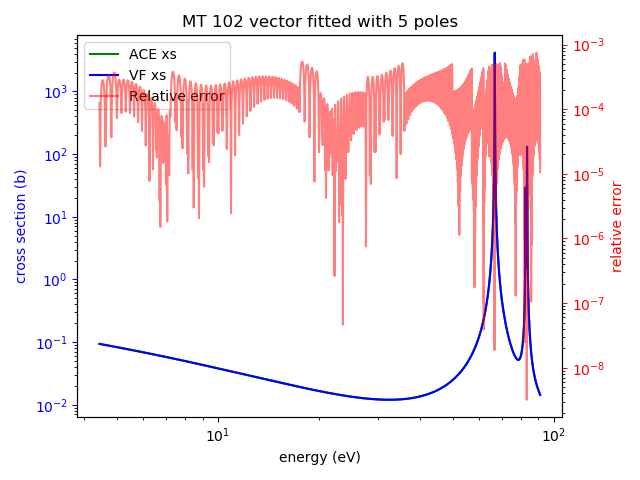 MT 102 vector fitted with 5 poles
ACE xs
VF xs
Relative error
cross section (b)
10³
10²
10¹
10⁰
10⁻¹
10⁻²
relative error
10⁻³
10⁻⁴
10⁻⁵
10⁻⁶
10⁻⁷
10⁻⁸
10¹
10²
energy (eV)